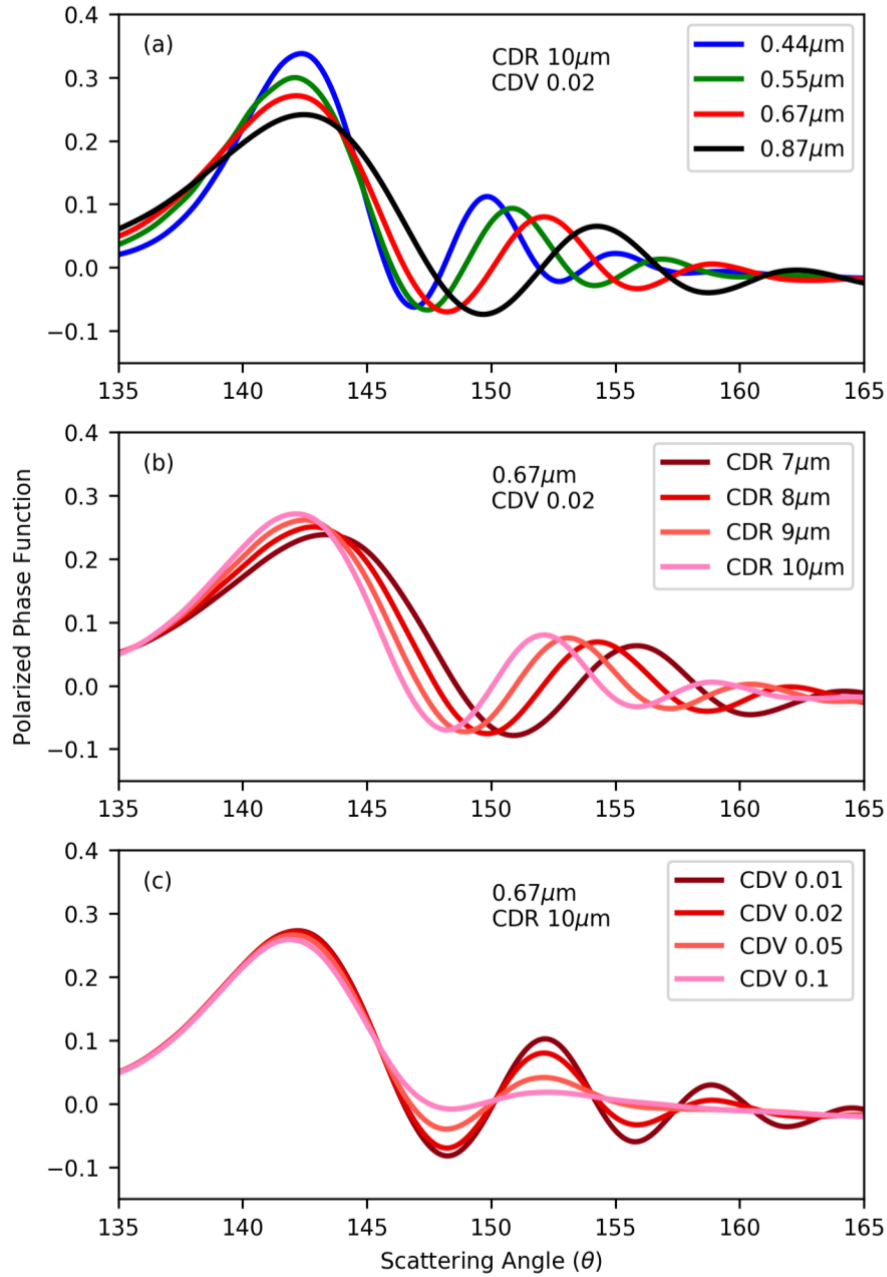 (a)
CDR 10μm
CDV 0.02
0.44μm
0.55μm
0.67μm
0.87μm
0.4
0.3
0.2
0.1
0.0
−0.1
135 140 145 150 155 160 165
(b)
0.67μm
CDV 0.02
CDR 7μm
CDR 8μm
CDR 9μm
CDR 10μm
Polarized Phase Function
0.4
0.3
0.2
0.1
0.0
−0.1
135 140 145 150 155 160 165
(c)
0.67μm
CDR 10μm
CDV 0.01
CDV 0.02
CDV 0.05
CDV 0.1
0.4
0.3
0.2
0.1
0.0
−0.1
135 140 145 150 155 160 165
Scattering Angle (θ)